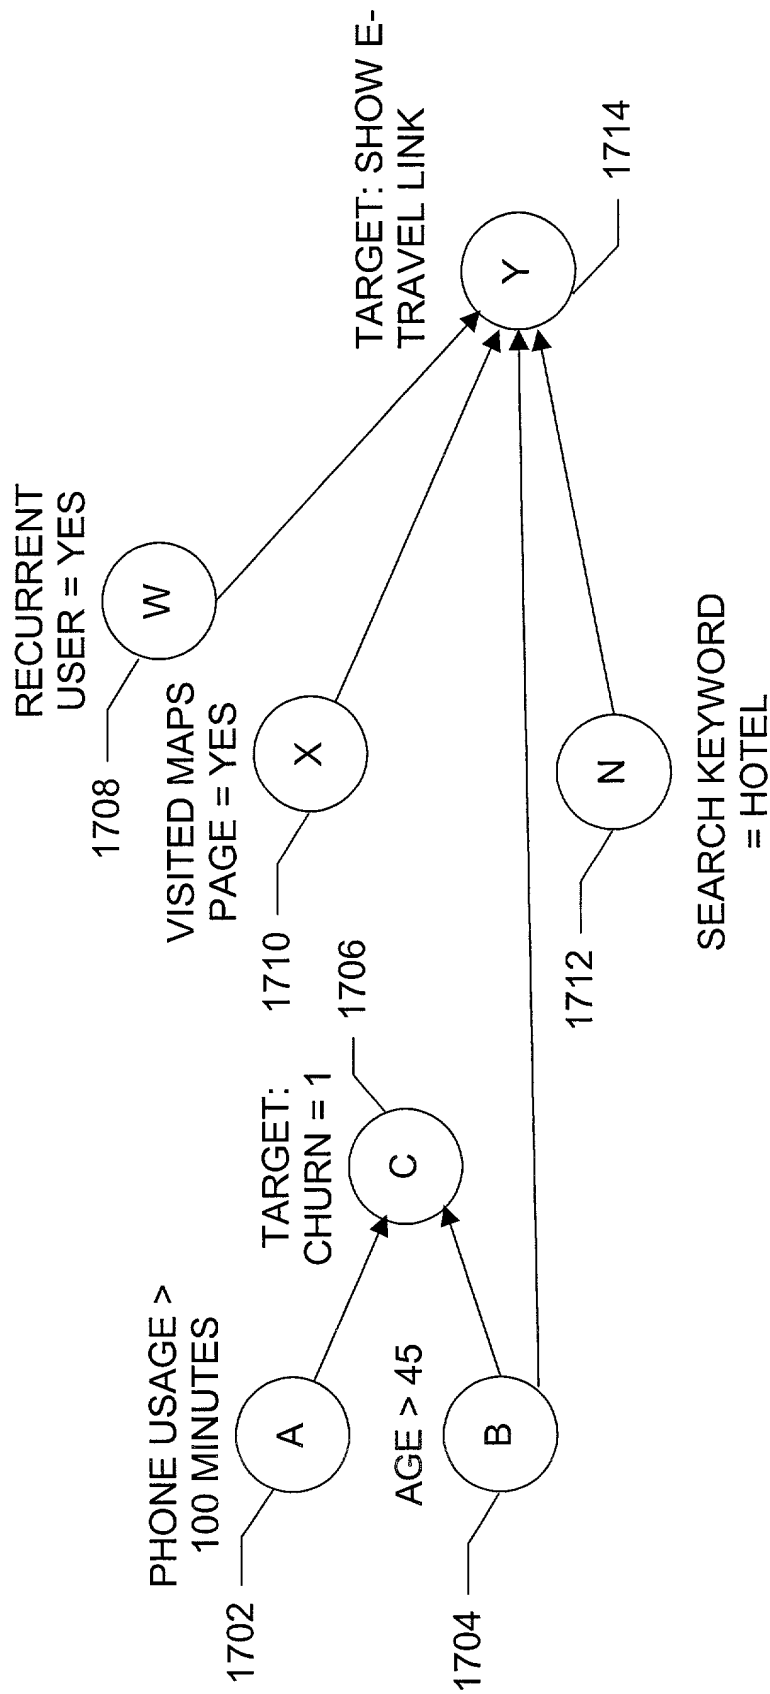 PHONE USAGE >
100 MINUTES
1702
A
AGE > 45
1704
B
TARGET:
CHURN = 1
1706
C
RECURRENT
USER = YES
1708
W
VISITED MAPS
PAGE = YES
1710
X
1712
N
SEARCH KEYWORD
= HOTEL
TARGET: SHOW E-
TRAVEL LINK
Y
1714